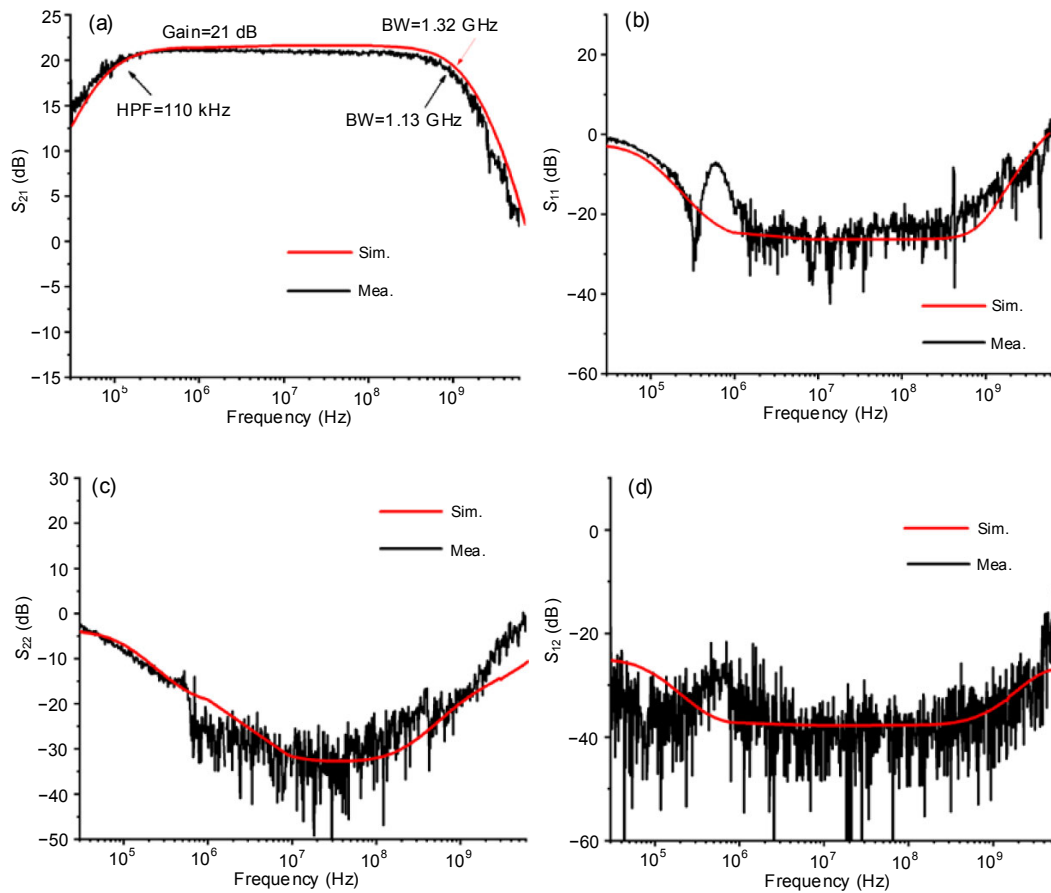 (a)
Gain=21 dB
BW=1.32 GHz
HPF=110 kHz
BW=1.13 GHz
Sim.
Mea.
S21 (dB)
30
25
20
15
10
5
0
−5
−10
−15
10^5 10^6 10^7 10^8 10^9
Frequency (Hz)
(b)
S11 (dB)
20
0
−20
−40
−60
Sim.
Mea.
10^5 10^6 10^7 10^8 10^9
Frequency (Hz)
(c)
S22 (dB)
30
20
10
0
−10
−20
−30
−40
−50
Sim.
Mea.
10^5 10^6 10^7 10^8 10^9
Frequency (Hz)
(d)
S12 (dB)
0
−20
−40
−60
Sim.
Mea.
10^5 10^6 10^7 10^8 10^9
Frequency (Hz)